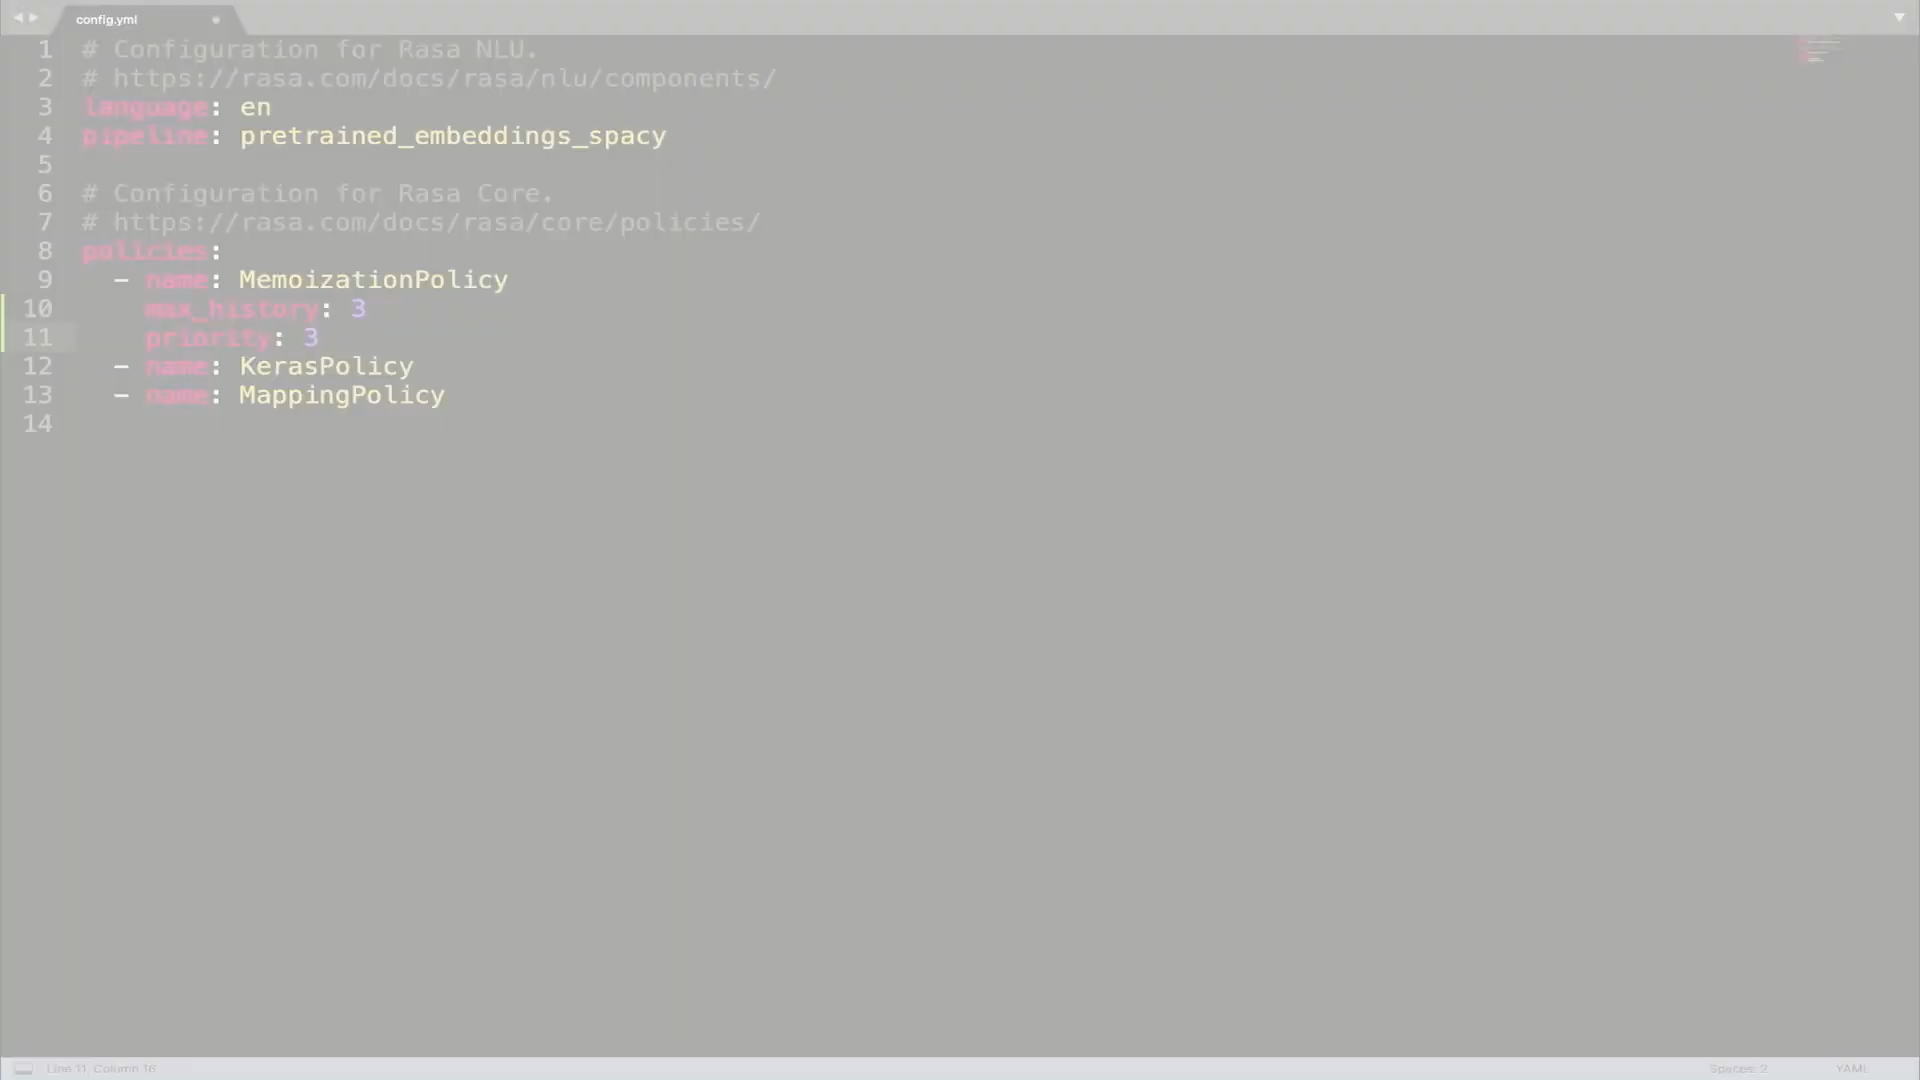 config.yml
1 # Configuration for Rasa NLU.
2 # https://rasa.com/docs/rasa/nlu/components/
3 language: en
4 pipeline: pretrained_embeddings_spacy
5
6 # Configuration for Rasa Core.
7 # https://rasa.com/docs/rasa/core/policies/
8 policies:
9 - name: MemoizationPolicy
10 max_history: 3
11 priority: 3
12 - name: KerasPolicy
13 - name: MappingPolicy
14
Line 11, Column 16
Spaces: 2
YAML